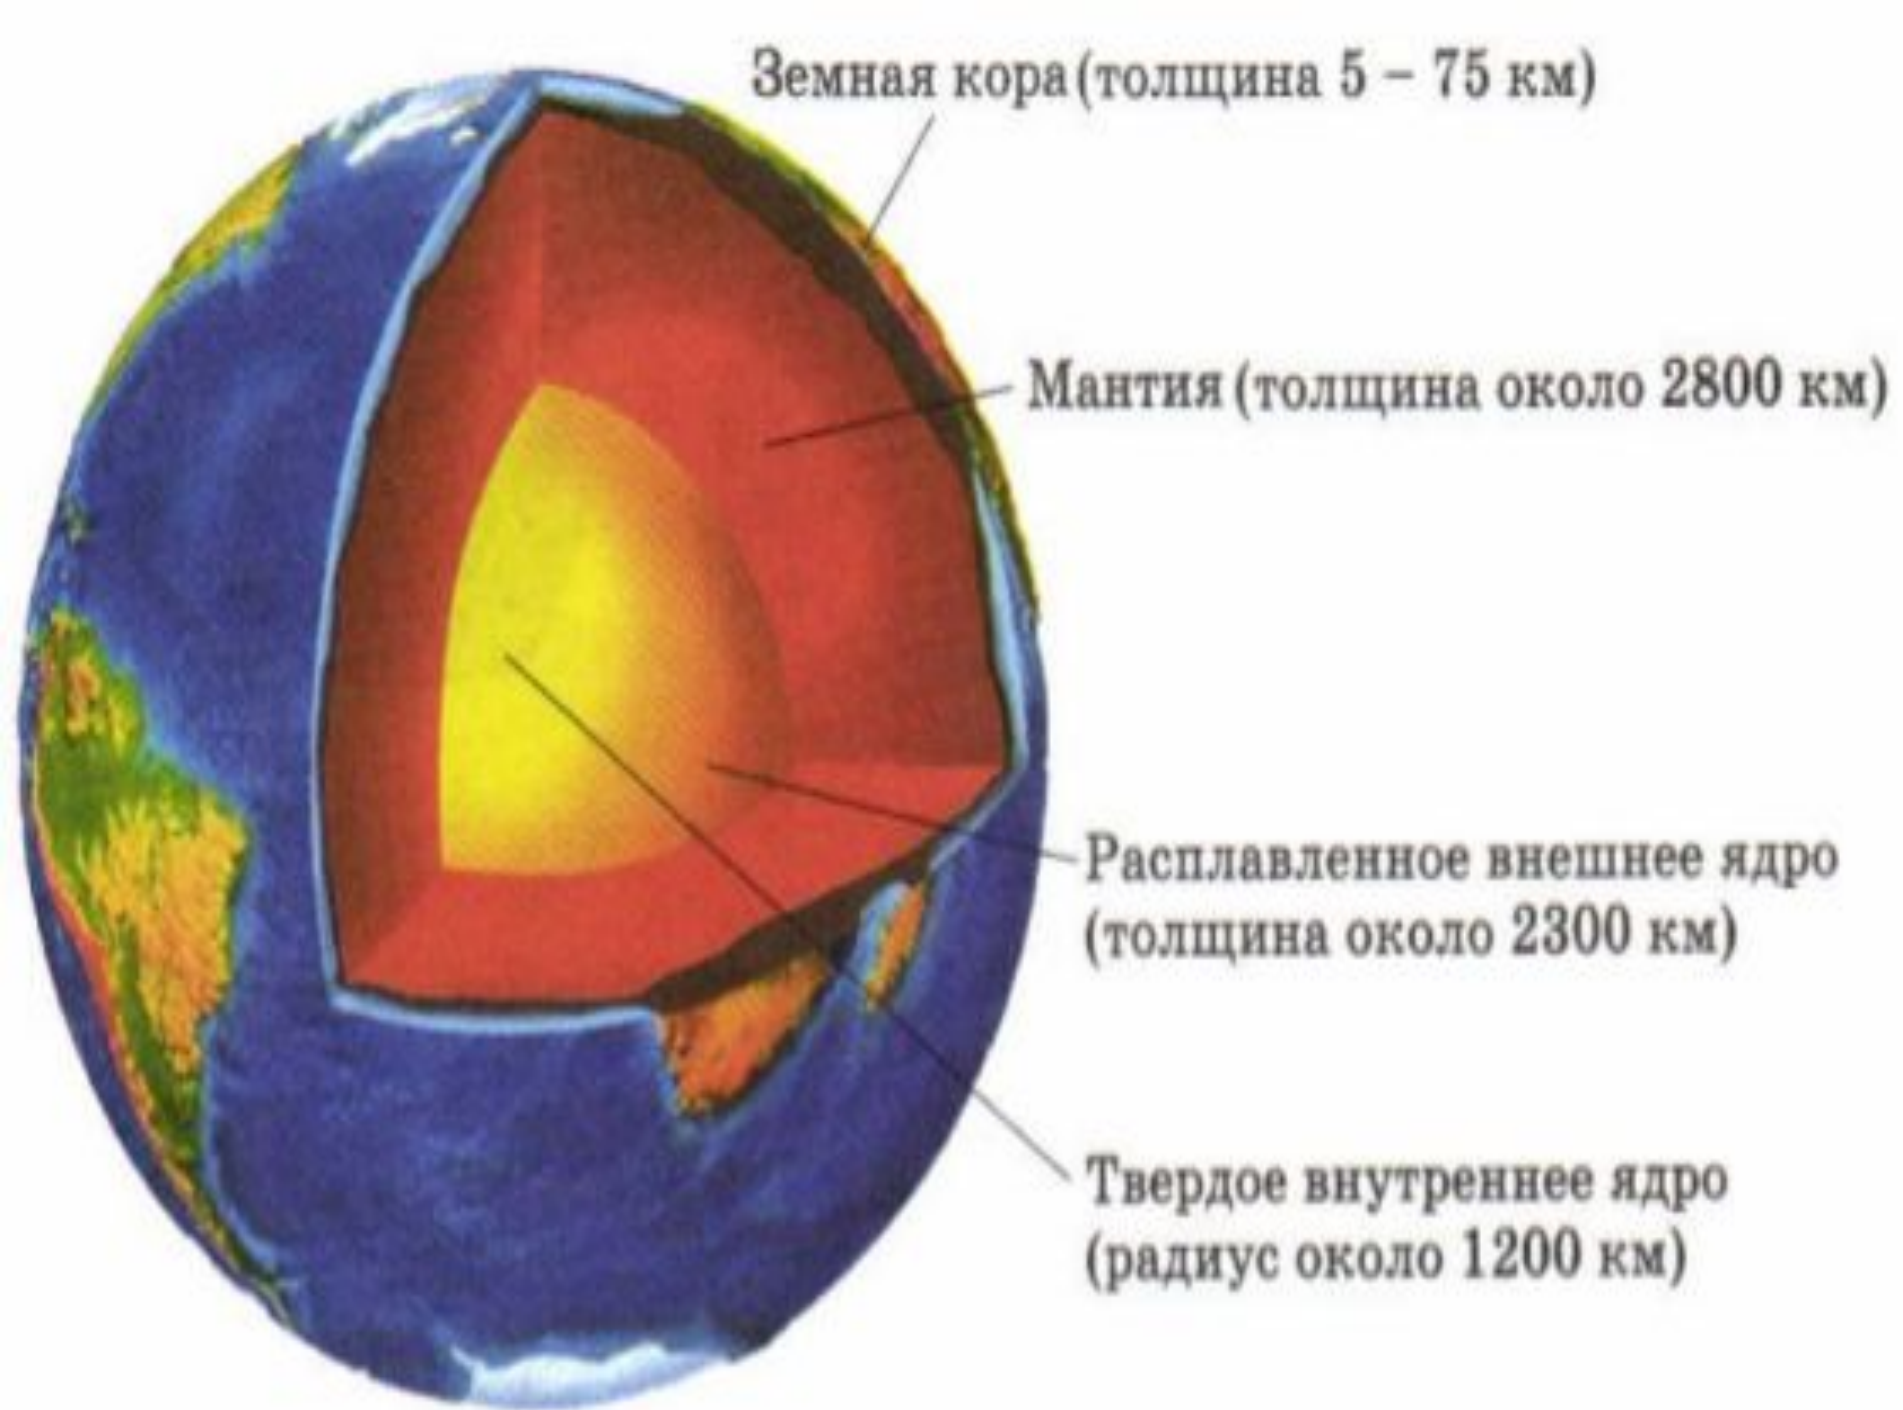 Земная кора (толщина 5 – 75 км)
Мантия (толщина около 2800 км)
Расплавленное внешнее ядро
(толщина около 2300 км)
Твердое внутреннее ядро
(радиус около 1200 км)